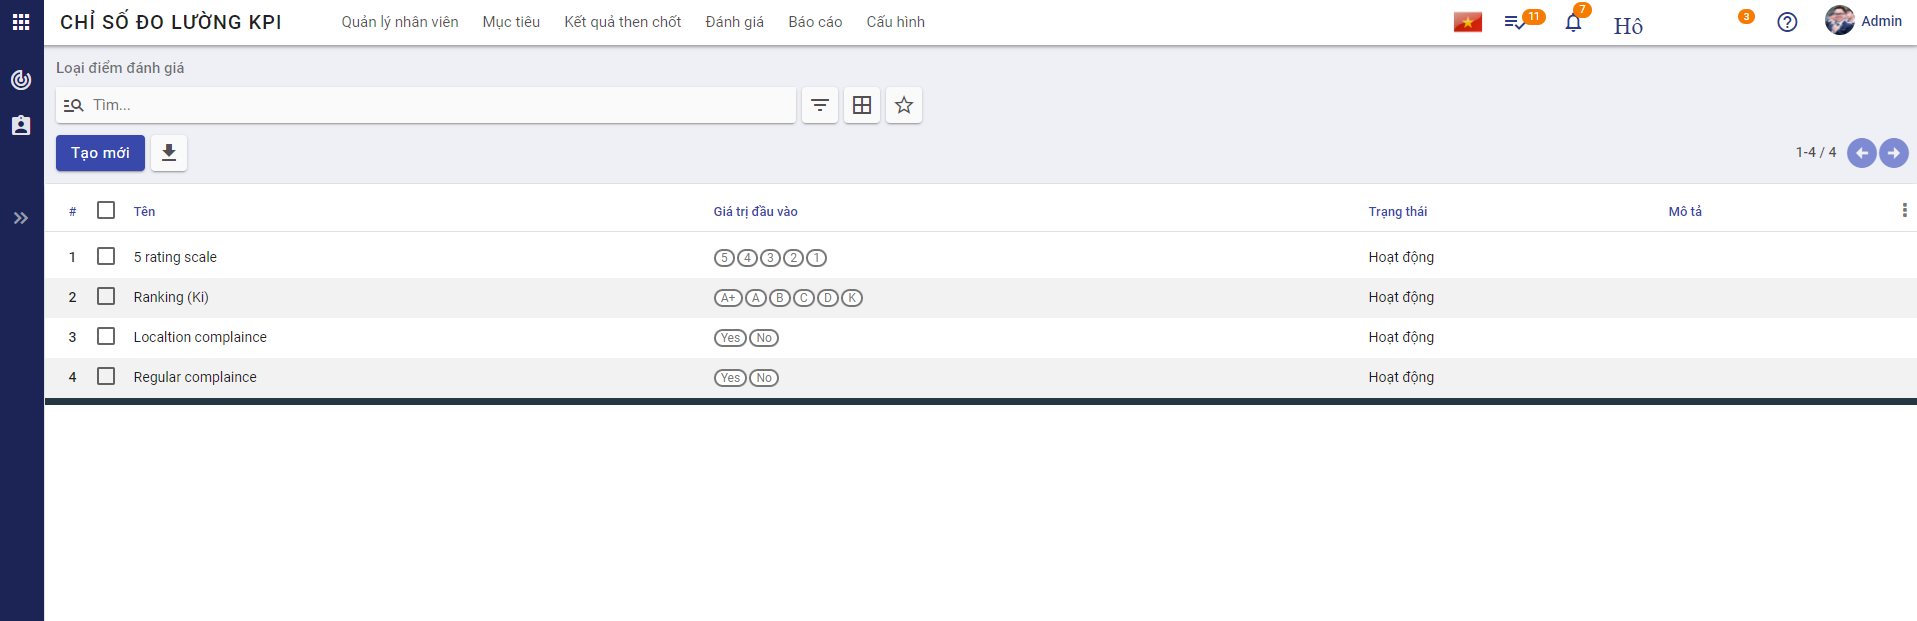 CHỈ SỐ ĐO LƯỜNG KPI Quản lý nhân viên Mục tiêu Kết quả then chốt Đánh giá Báo cáo Cấu hình 11 7 Hô 3 Admin
Loại điểm đánh giá
Tìm...
Tạo mới 1-4 / 4
# Tên Giá trị đầu vào Trạng thái Mô tả
1 5 rating scale 5 4 3 2 1 Hoạt động
2 Ranking (Ki) A+ A B C D K Hoạt động
3 Localtion complaince Yes No Hoạt động
4 Regular complaince Yes No Hoạt động